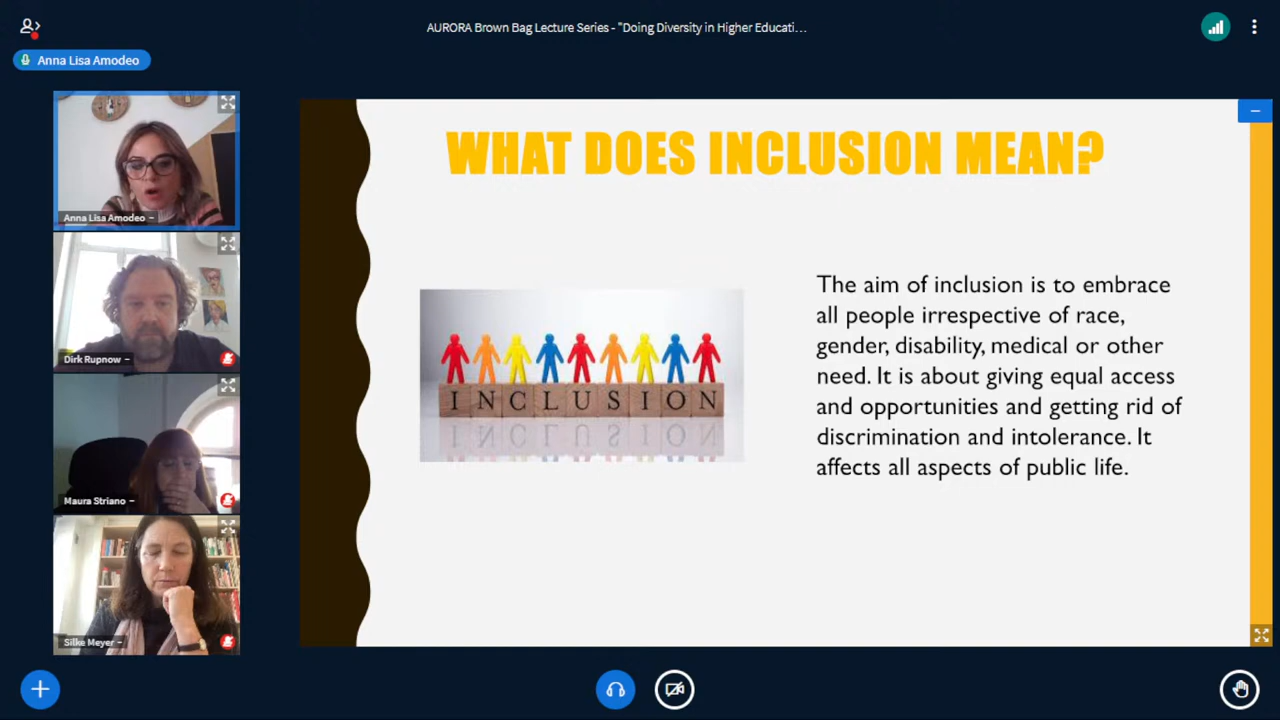 AURORA Brown Bag Lecture Series - "Doing Diversity in Higher Educati...
Anna Lisa Amodeo
Anna Lisa Amodeo
Dirk Rupnow
Maura Striano
Silke Meyer
WHAT DOES INCLUSION MEAN?
INCLUSION
The aim of inclusion is to embrace
all people irrespective of race,
gender, disability, medical or other
need. It is about giving equal access
and opportunities and getting rid of
discrimination and intolerance. It
affects all aspects of public life.